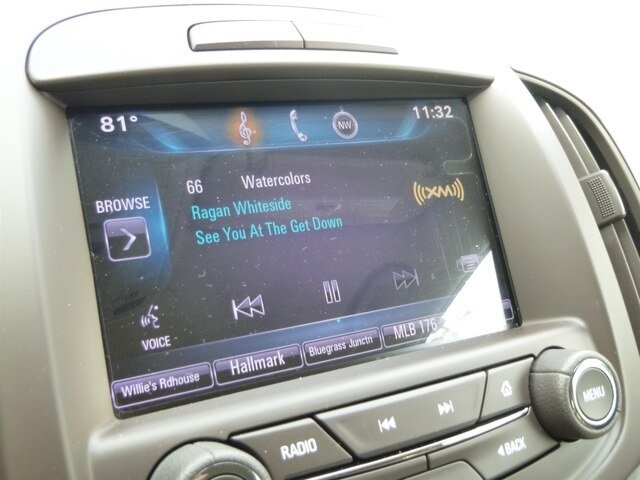 81°
NW
11:32
66 Watercolors
((XM))
BROWSE
Ragan Whiteside
See You At The Get Down
VOICE
Willie's Rdhouse
Hallmark
Bluegrass Junctn
MLB 176
RADIO
BACK
MENU